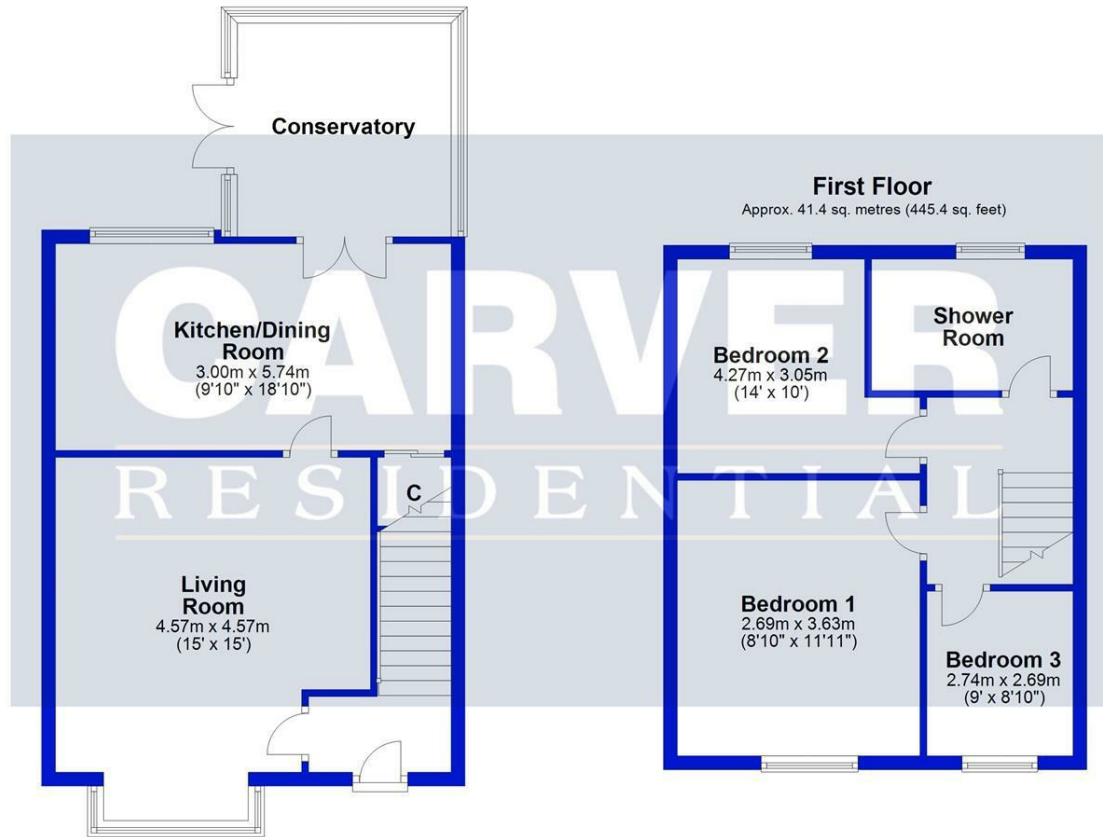 Conservatory
Kitchen/Dining
Room
3.00m x 5.74m
(9'10" x 18'10")
C
Living
Room
4.57m x 4.57m
(15' x 15')
First Floor
Approx. 41.4 sq. metres (445.4 sq. feet)
Shower
Room
Bedroom 2
4.27m x 3.05m
(14' x 10')
Bedroom 1
2.69m x 3.63m
(8'10" x 11'11")
Bedroom 3
2.74m x 2.69m
(9' x 8'10")
CARVER
RESIDENTIAL